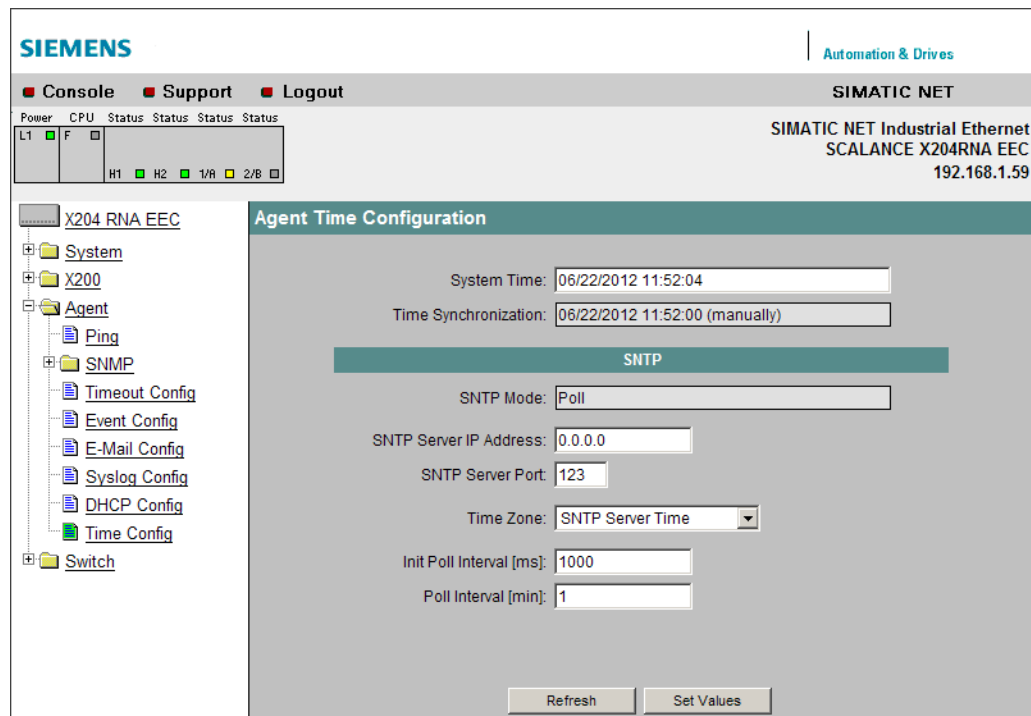 SIEMENS
Automation & Drives
Console Support Logout SIMATIC NET
Power CPU Status Status Status Status
L1 F
H1 H2 1/A 2/B
SIMATIC NET Industrial Ethernet
SCALANCE X204RNA EEC
192.168.1.59
X204 RNA EEC
System
X200
Agent
Ping
SNMP
Timeout Config
Event Config
E-Mail Config
Syslog Config
DHCP Config
Time Config
Switch
Agent Time Configuration
System Time: 06/22/2012 11:52:04
Time Synchronization: 06/22/2012 11:52:00 (manually)
SNTP
SNTP Mode: Poll
SNTP Server IP Address: 0.0.0.0
SNTP Server Port: 123
Time Zone: SNTP Server Time
Init Poll Interval [ms]: 1000
Poll Interval [min]: 1
Refresh Set Values